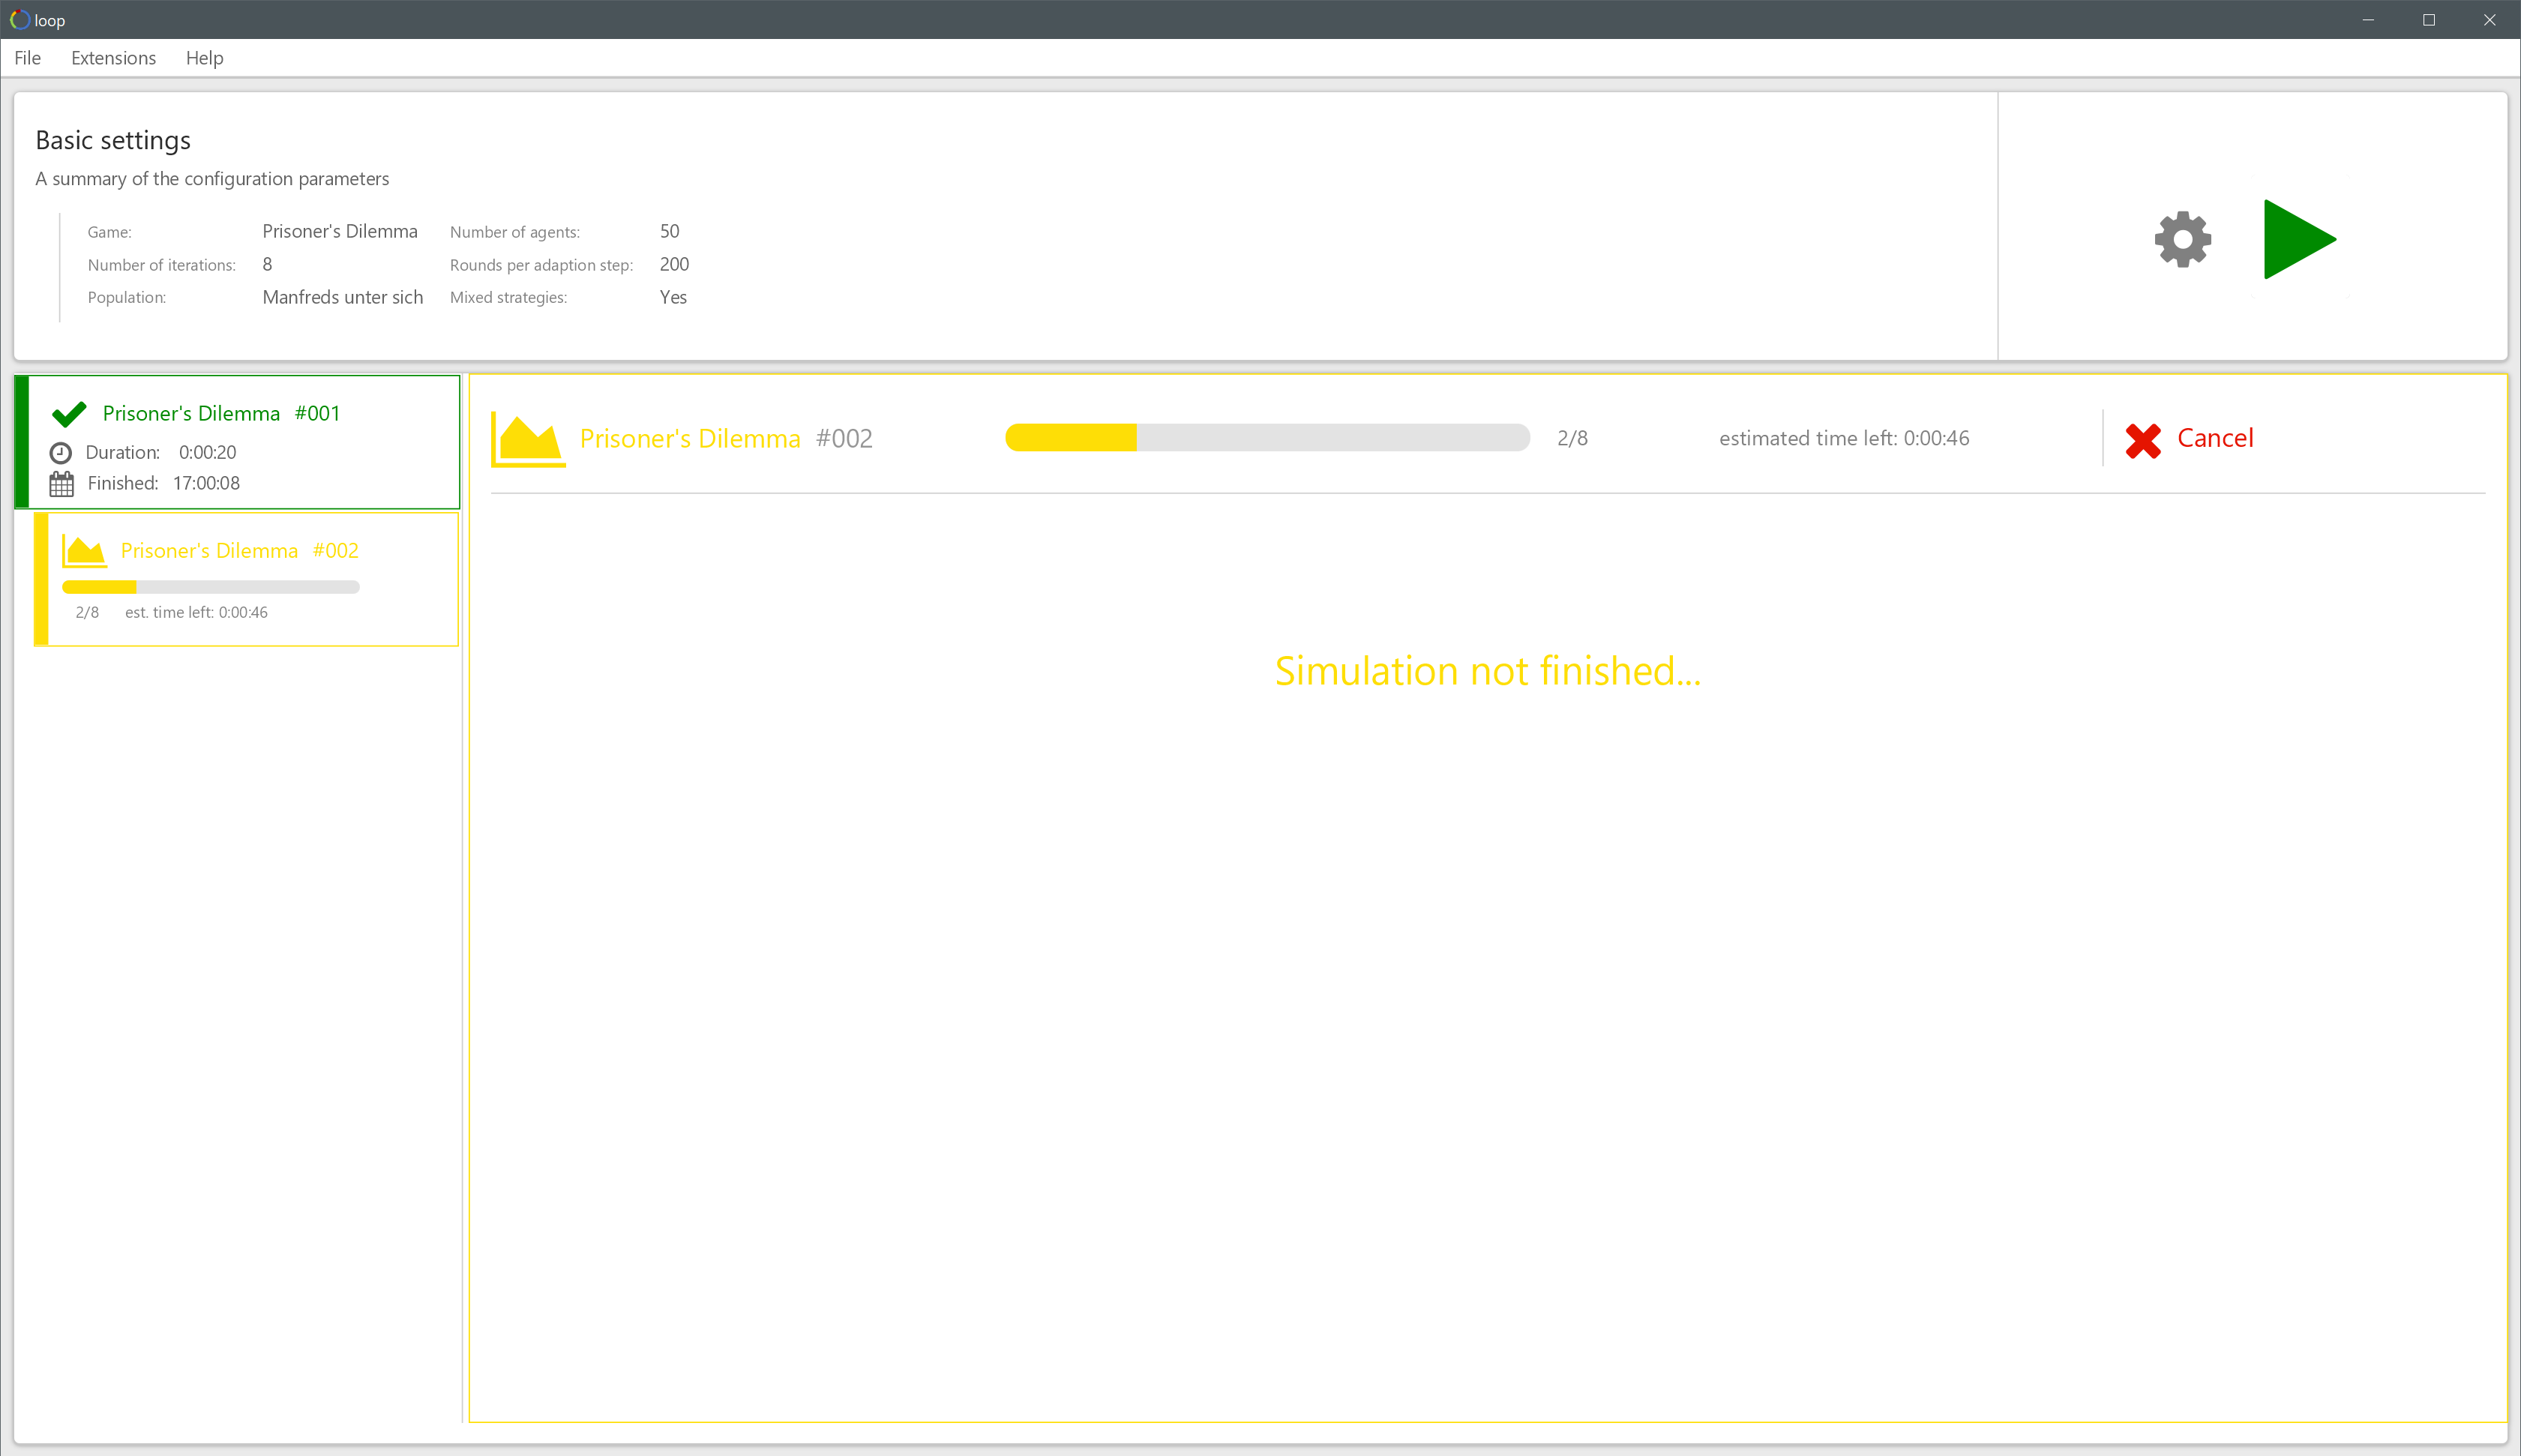 loop
File Extensions Help
Basic settings
A summary of the configuration parameters
Game: Prisoner's Dilemma Number of agents: 50
Number of iterations: 8 Rounds per adaption step: 200
Population: Manfreds unter sich Mixed strategies: Yes
Prisoner's Dilemma #001
Duration: 0:00:20
Finished: 17:00:08
Prisoner's Dilemma #002
2/8 est. time left: 0:00:46
Prisoner's Dilemma #002 2/8 estimated time left: 0:00:46 Cancel
Simulation not finished...